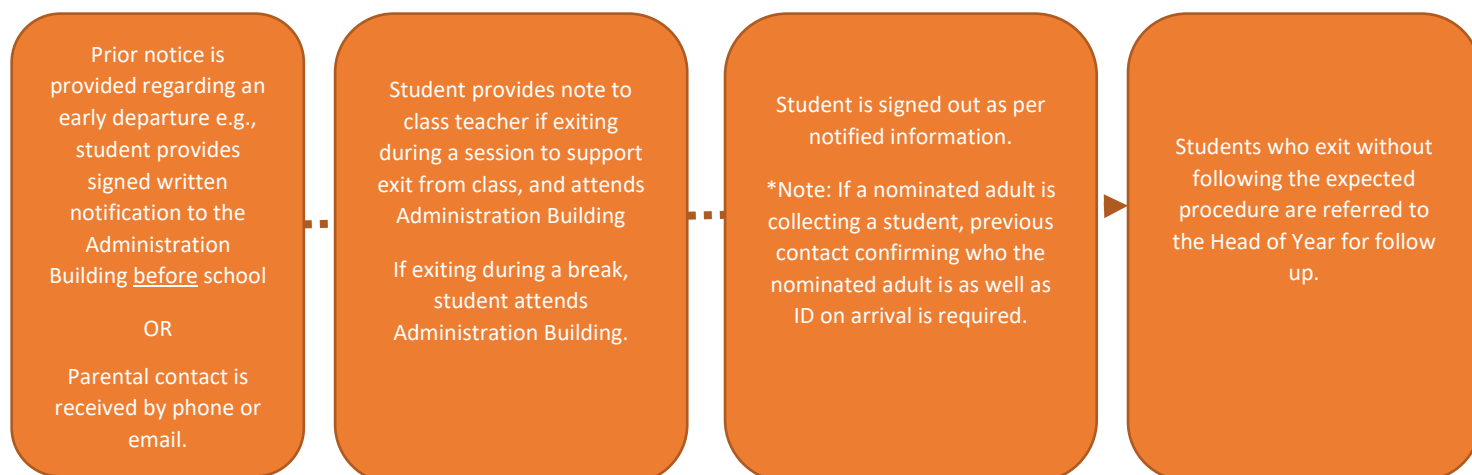 Prior notice is
provided regarding an
early departure e.g.,
student provides
signed written
notification to the
Administration
Building before school
OR
Parental contact is
received by phone or
email.
Student provides note to
class teacher if exiting
during a session to support
exit from class, and attends
Administration Building
If exiting during a break,
student attends
Administration Building.
Student is signed out as per
notified information.
*Note: If a nominated adult is
collecting a student, previous
contact confirming who the
nominated adult is as well as
ID on arrival is required.
Students who exit without
following the expected
procedure are referred to
the Head of Year for follow
up.